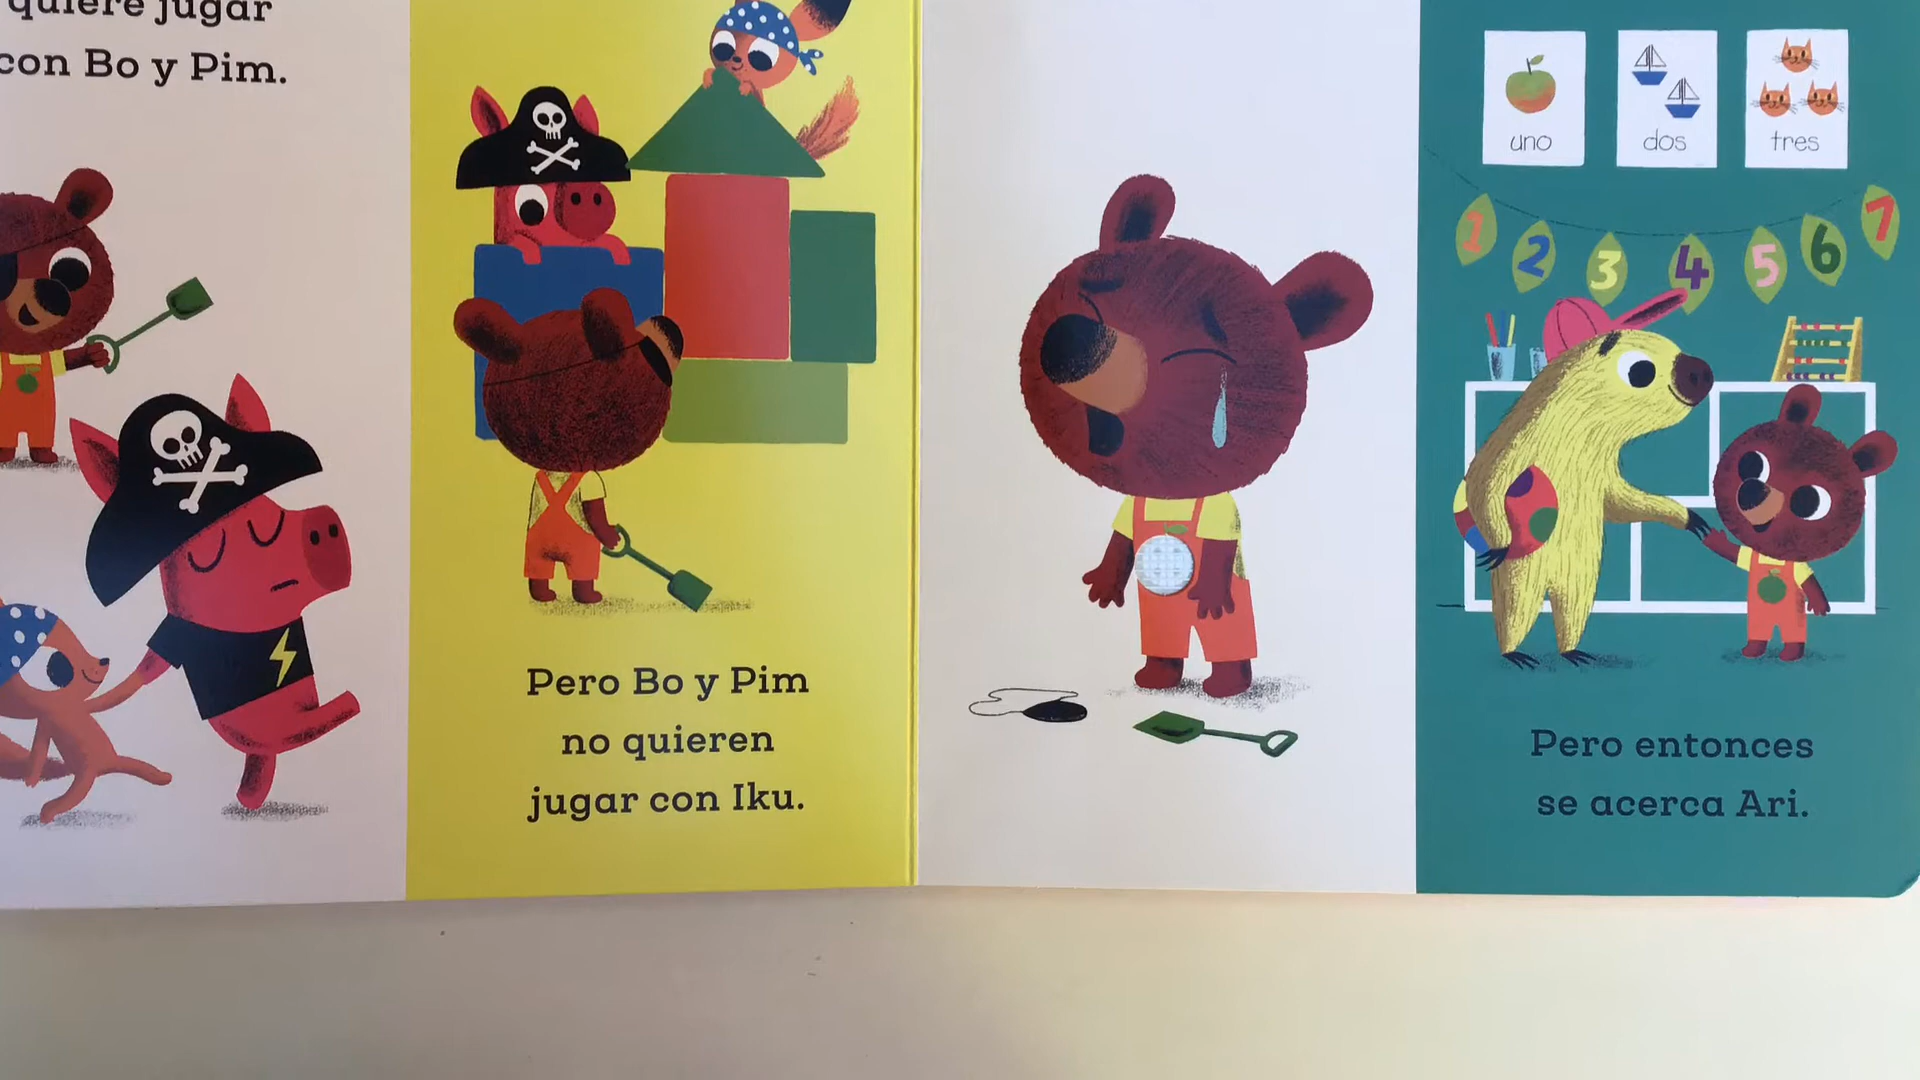 quiere jugar
con Bo y Pim.
Pero Bo y Pim
no quieren
jugar con Iku.
uno
dos
tres
1 2 3 4 5 6 7
Pero entonces
se acerca Ari.